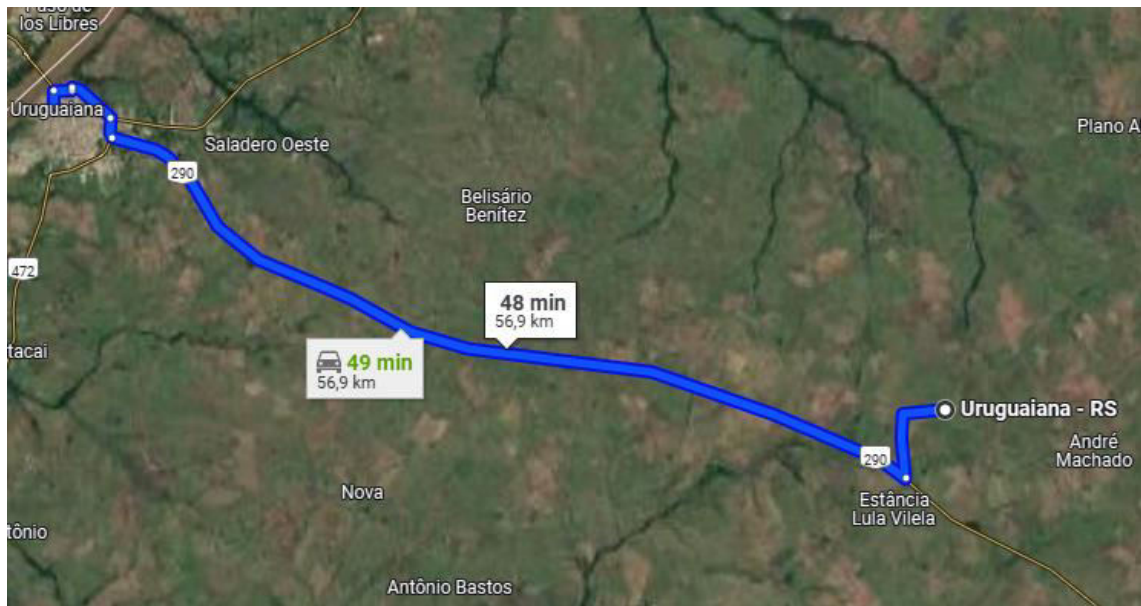 los Libres
Uruguaiana
Saladero Oeste
Plano A
290
Belisário
Benítez
472
48 min
56,9 km
tacai
49 min
56,9 km
Uruguaiana - RS
André
Machado
290
Estância
Lula Vilela
Nova
tônio
Antônio Bastos